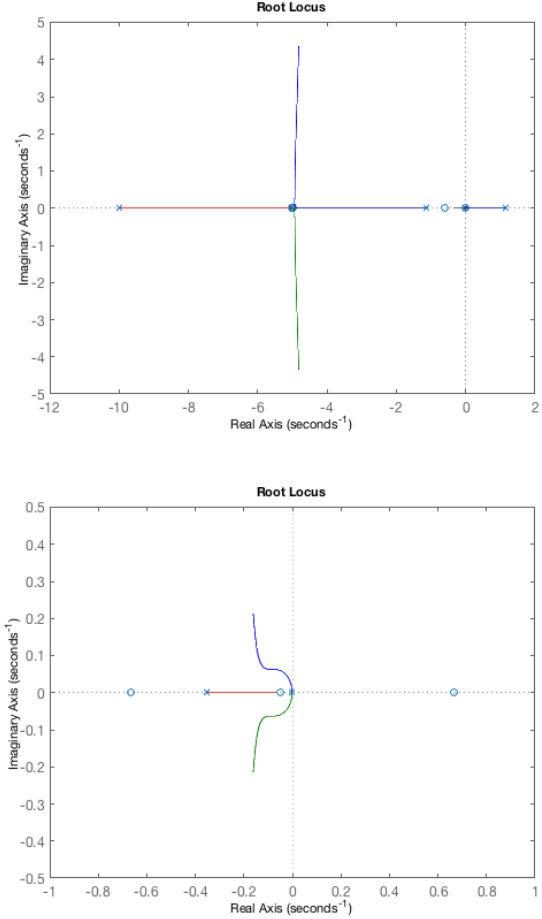 Root Locus
5
4
3
2
1
0
-1
-2
-3
-4
-5
Imaginary Axis (seconds⁻¹)
-12 -10 -8 -6 -4 -2 0 2
Real Axis (seconds⁻¹)
Root Locus
0.5
0.4
0.3
0.2
0.1
0
-0.1
-0.2
-0.3
-0.4
-0.5
Imaginary Axis (seconds⁻¹)
-1 -0.8 -0.6 -0.4 -0.2 0 0.2 0.4 0.6 0.8 1
Real Axis (seconds⁻¹)